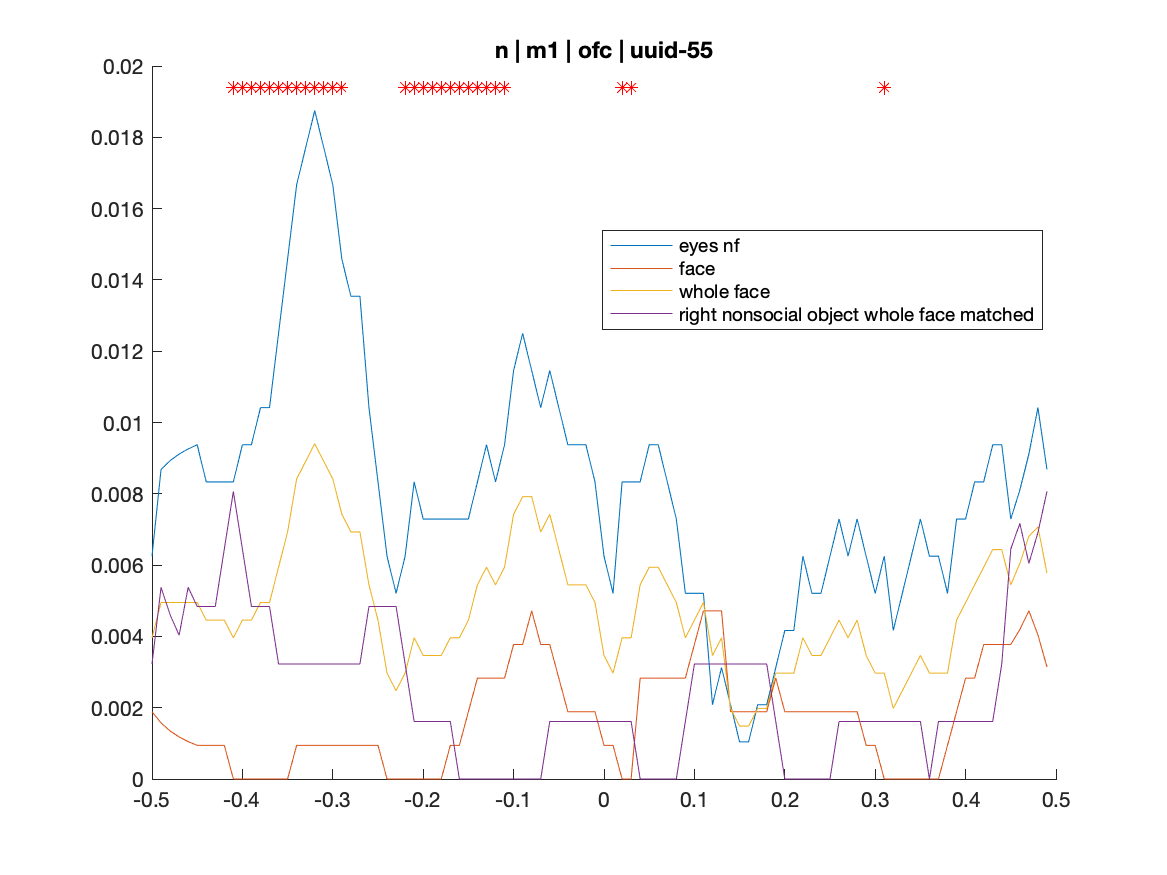 n | m1 | ofc | uuid-55
0.02
0.018
0.016
0.014
0.012
0.01
0.008
0.006
0.004
0.002
0
eyes nf
face
whole face
right nonsocial object whole face matched
-0.5 -0.4 -0.3 -0.2 -0.1 0 0.1 0.2 0.3 0.4 0.5